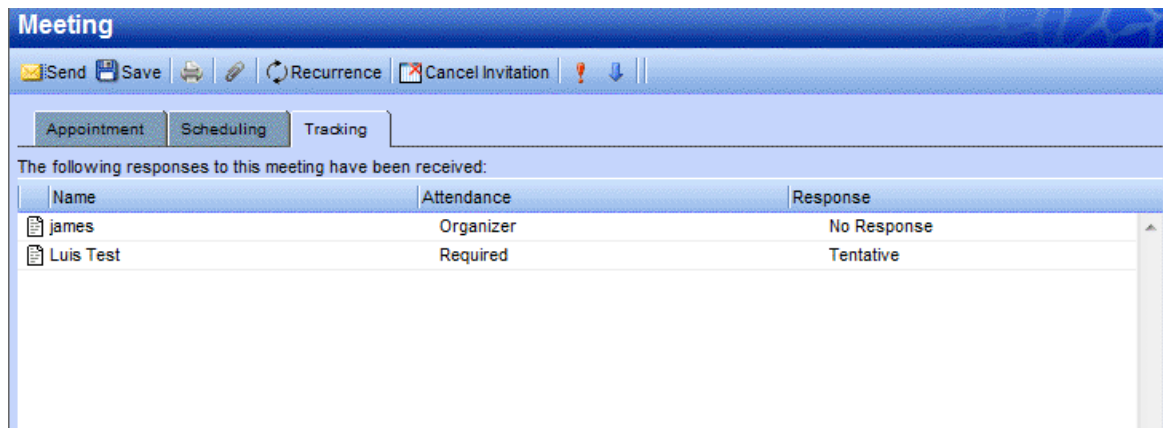 Meeting
Send Save Recurrence Cancel Invitation
Appointment Scheduling Tracking
The following responses to this meeting have been received:
Name Attendance Response
james Organizer No Response
Luis Test Required Tentative